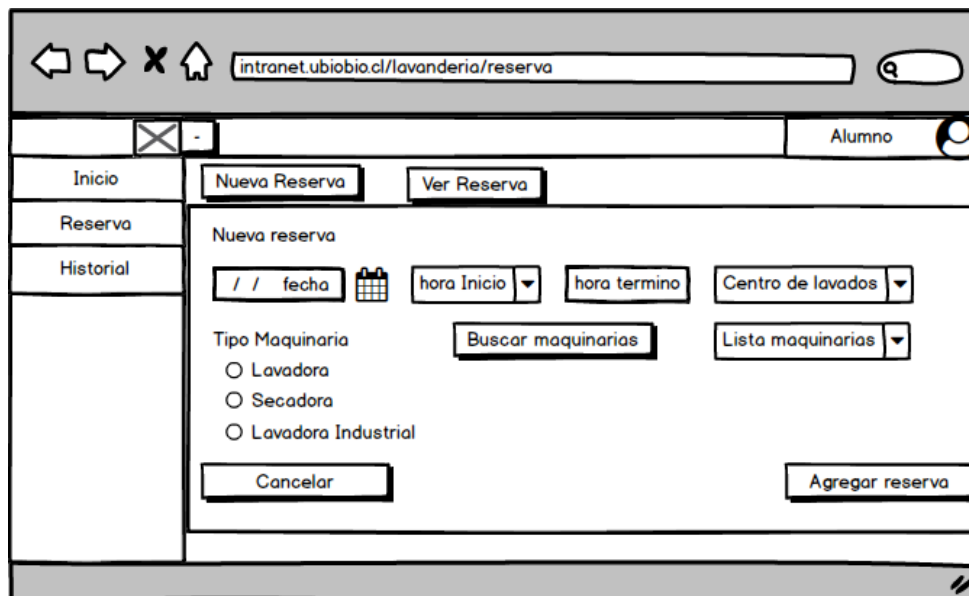 intranet.ubiobio.cl/lavanderia/reserva
- Alumno
Inicio Nueva Reserva Ver Reserva
Reserva
Historial
Nueva reserva
/ / fecha hora Inicio hora termino Centro de lavados
Tipo Maquinaria Buscar maquinarias Lista maquinarias
Lavadora
Secadora
Lavadora Industrial
Cancelar Agregar reserva